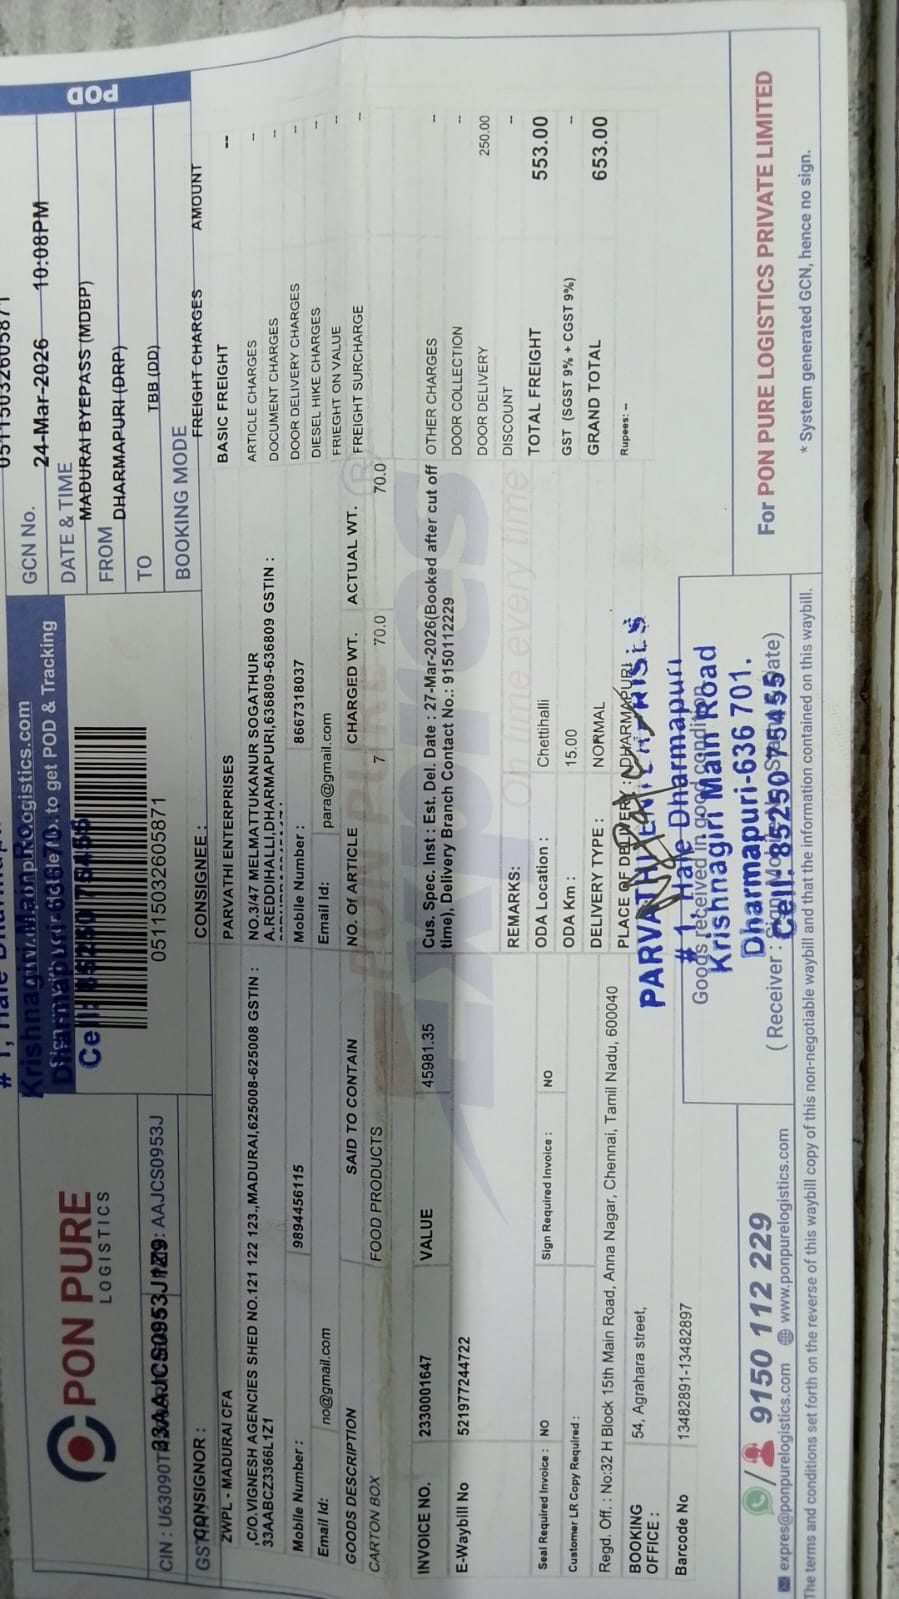 PON PURE
LOGISTICS
POD
GCN No.
DATE & TIME 24-Mar-2026 10:08PM
FROM MADURAI BYEPASS (MDBP)
TO DHARMAPURI (DRP)
BOOKING MODE TBB (DD)
05115032605871
CONSIGNOR :
ZWPL - MADURAI CFA
,C/O.VIGNESH AGENCIES SHED NO.121 122 123.,MADURAI,625008-625008 GSTIN :
33AABCZ3366L1Z1
Mobile Number : 9894456115
Email Id: no@gmail.com
CONSIGNEE :
PARVATHI ENTERPRISES
NO.3/47 MELMATTUKANUR SOGATHUR
A.REDDIHALLI,DHARMAPURI,636809-636809 GSTIN :
Mobile Number : 8667318037
Email Id: para@gmail.com
GOODS DESCRIPTION SAID TO CONTAIN NO. Of ARTICLE CHARGED WT. ACTUAL WT.
CARTON BOX FOOD PRODUCTS 7 70.0 70.0
INVOICE NO. 2330001647 VALUE 45981.35
E-Waybill No 521977244722
Cus. Spec. Inst : Est. Del. Date : 27-Mar-2026(Booked after cut off
time), Delivery Branch Contact No.: 9150112229
REMARKS:
Seal Required Invoice : NO Sign Required Invoice : NO
Customer LR Copy Required :
ODA Location : Chettihalli
ODA Km : 15.00
DELIVERY TYPE : NORMAL
PLACE OF DELIVERY : DHARMAPURI
Regd. Off. : No:32 H Block 15th Main Road, Anna Nagar, Chennai, Tamil Nadu, 600040
BOOKING OFFICE : 54, Agrahara street,
Barcode No 13482891-13482897
FREIGHT CHARGES AMOUNT
BASIC FREIGHT --
ARTICLE CHARGES --
DOCUMENT CHARGES --
DOOR DELIVERY CHARGES --
DIESEL HIKE CHARGES --
FRIEGHT ON VALUE --
FREIGHT SURCHARGE --
OTHER CHARGES --
DOOR COLLECTION --
DOOR DELIVERY 250.00
DISCOUNT --
TOTAL FREIGHT 553.00
GST (SGST 9% + CGST 9%) --
GRAND TOTAL 653.00
Rupees: -
Goods received in good condition
( Receiver :
PARVATHI ENTERPRISES
# 1, Hale Dharmapuri
Krishnagiri Main Road
Dharmapuri-636 701.
Cell: 85250 75455
For PON PURE LOGISTICS PRIVATE LIMITED
* System generated GCN, hence no sign.
9150 112 229
expres@ponpurelogistics.com www.ponpurelogistics.com
The terms and conditions set forth on the reverse of this waybill copy of this non-negotiable waybill and that the information contained on this waybill.